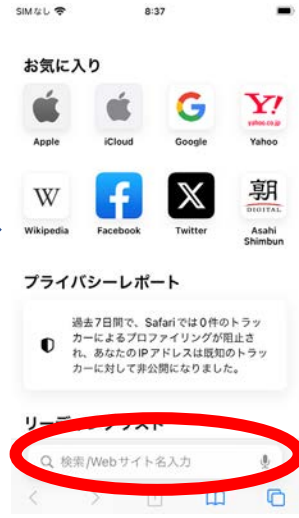 SIMなし 8:37
お気に入り
Y!
yahoo.co.jp
Apple iCloud Google Yahoo
W
f
X
朝
DIGITAL
Wikipedia Facebook Twitter Asahi
Shimbun
プライバシーレポート
過去7日間で、Safariでは0件のトラッ
カーによるプロファイリングが阻止さ
れ、あなたのIPアドレスは既知のトラッ
カーに対して非公開になりました。
リーディングリスト
検索/Webサイト名入力